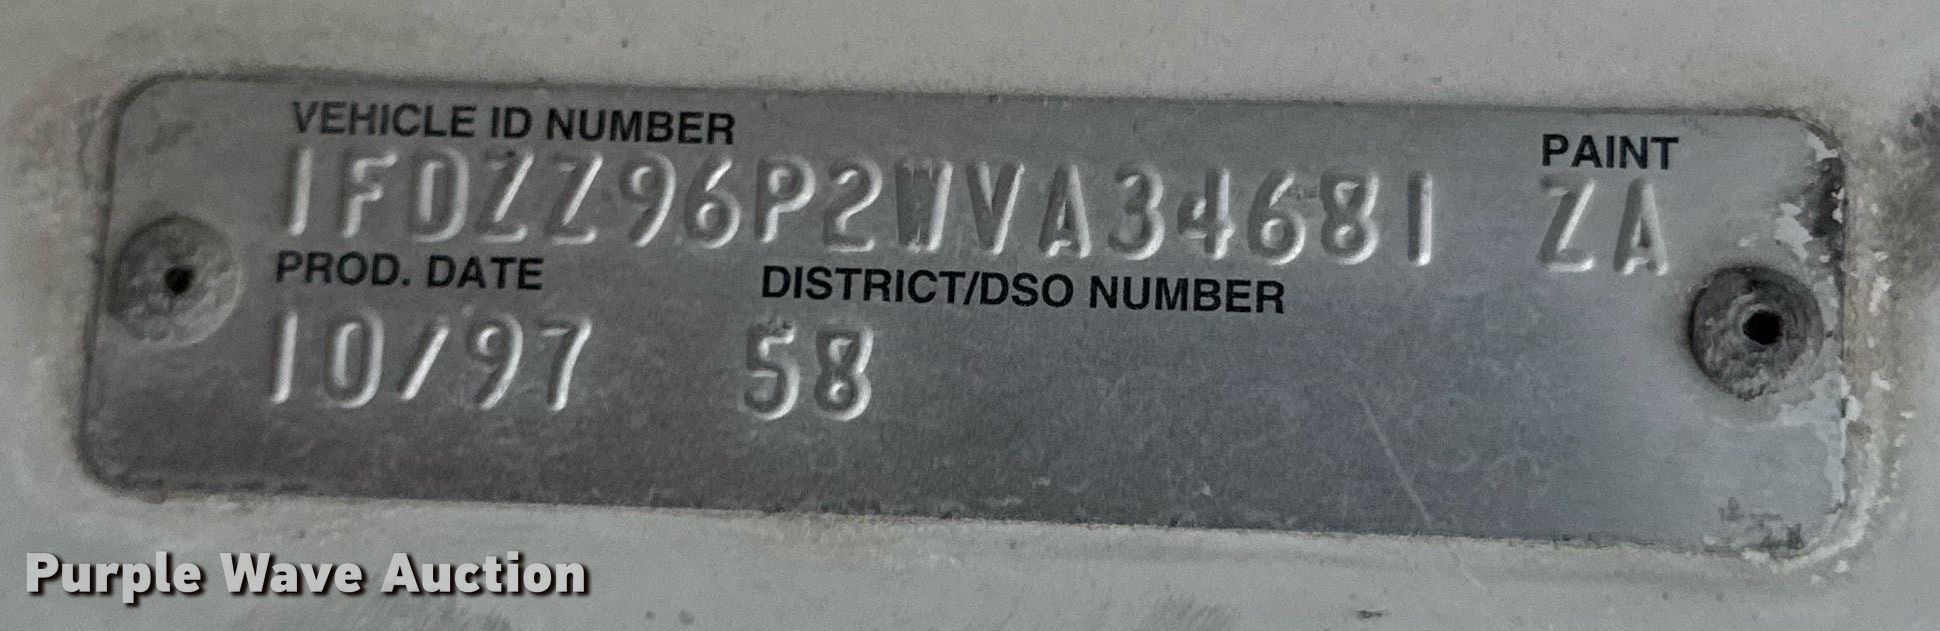 VEHICLE ID NUMBER PAINT
1FDZZ96P2WVA34681 ZA
PROD. DATE DISTRICT/DSO NUMBER
10/97 58
Purple Wave Auction